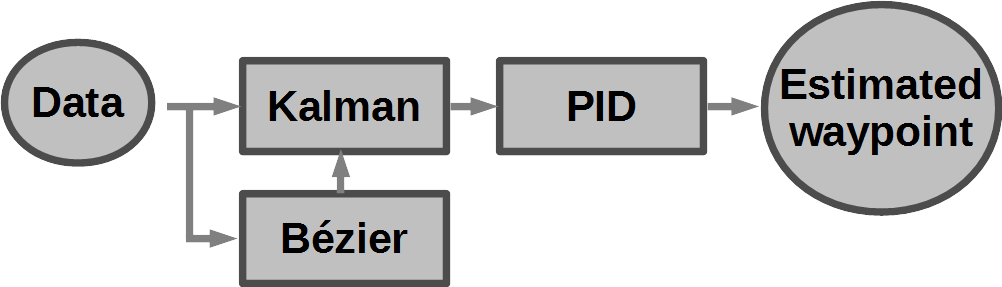 Data
Kalman
PID
Estimated
waypoint
Bézier